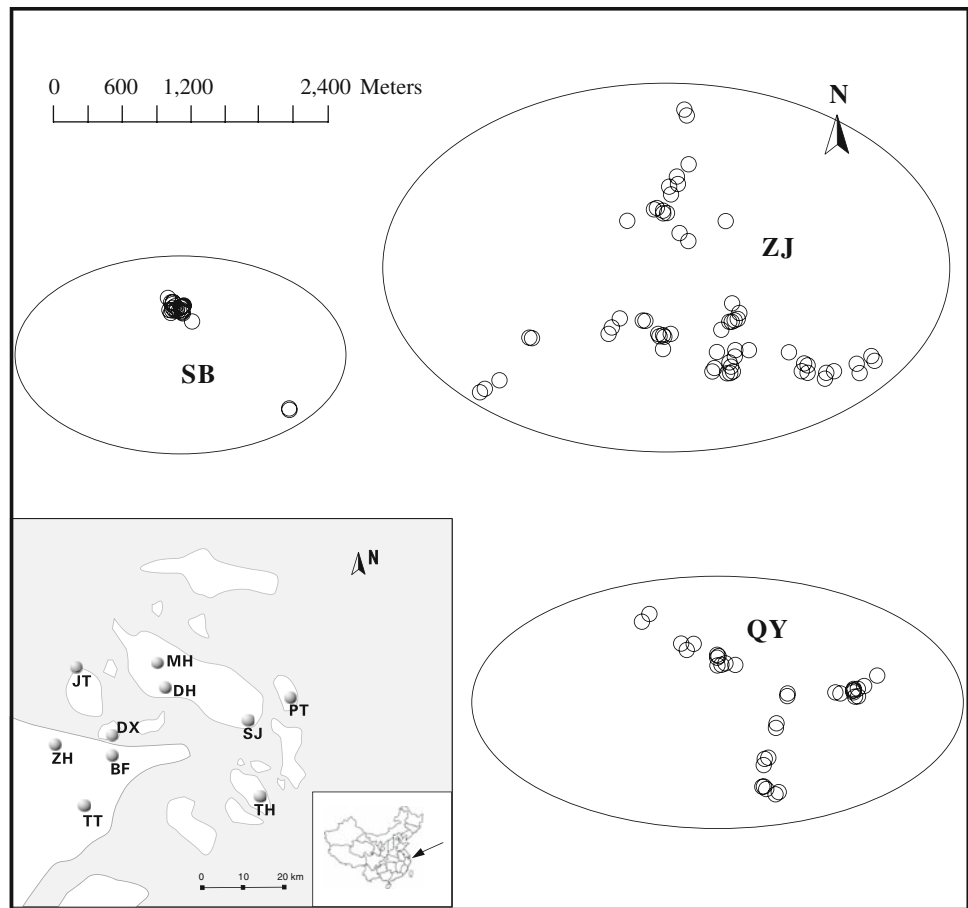 0 600 1,200 2,400 Meters
N
ZJ
SB
QY
N
MH
JT
DH
PT
DX
SJ
ZH
BF
TH
TT
0 10 20 km